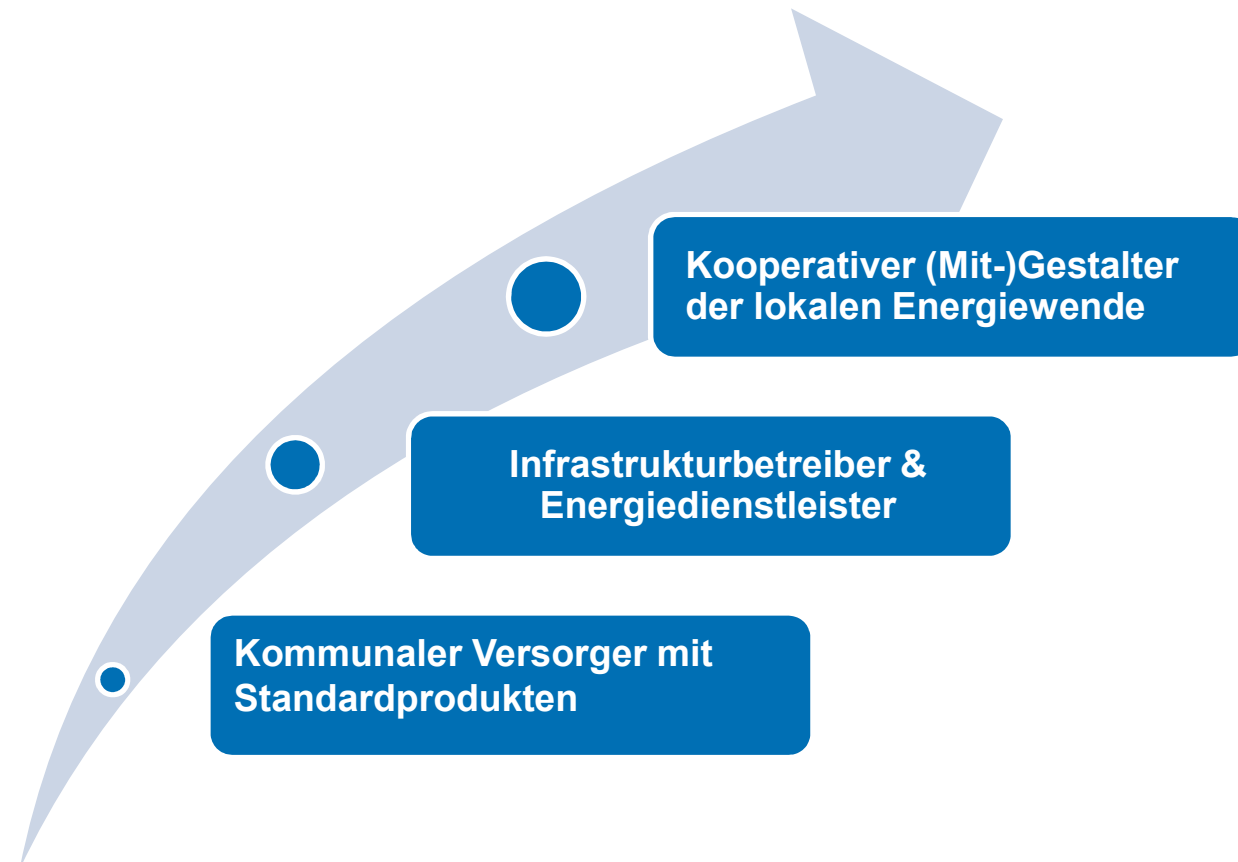 Kooperativer (Mit-)Gestalter
der lokalen Energiewende
Infrastrukturbetreiber &
Energiedienstleister
Kommunaler Versorger mit
Standardprodukten